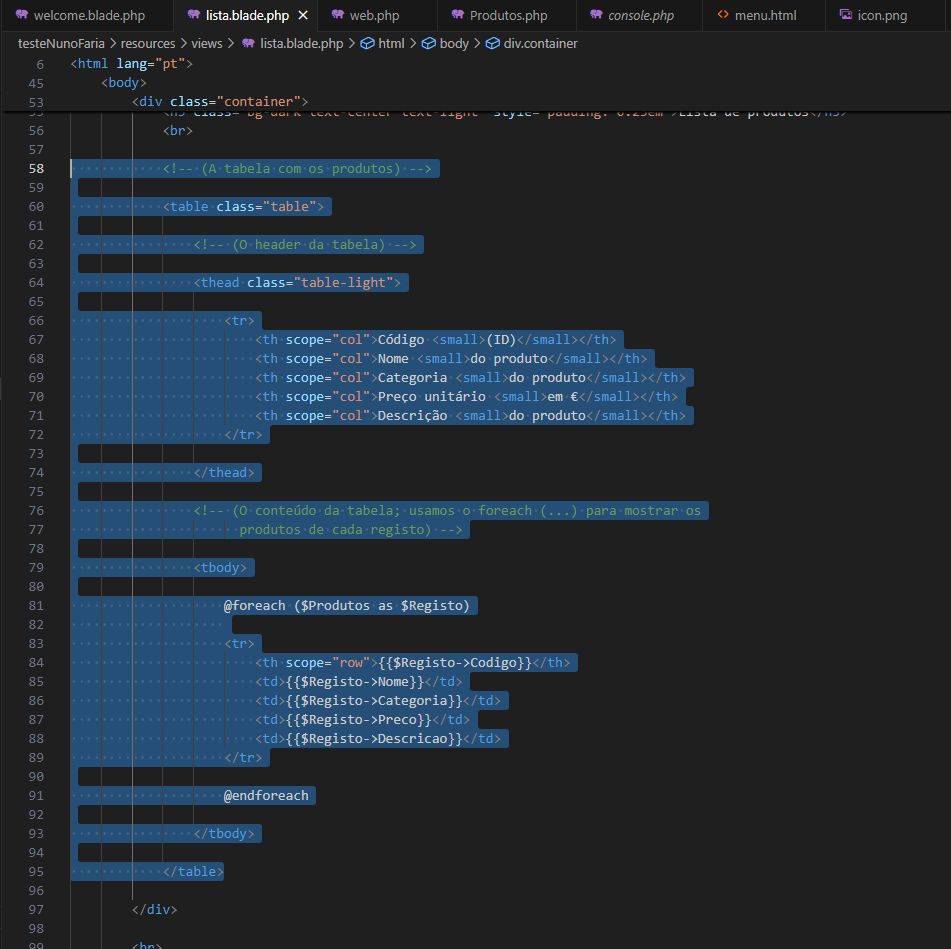 welcome.blade.php lista.blade.php web.php Produtos.php console.php menu.html icon.png
testeNunoFaria > resources > views > lista.blade.php > html > body > div.container
6 <html lang="pt">
45 <body>
53 <div class="container">
56 <br>
57
58 <!-- (A tabela com os produtos) -->
59
60 <table class="table">
61
62 <!-- (O header da tabela) -->
63
64 <thead class="table-light">
65
66 <tr>
67 <th scope="col">Código <small>(ID)</small></th>
68 <th scope="col">Nome <small>do produto</small></th>
69 <th scope="col">Categoria <small>do produto</small></th>
70 <th scope="col">Preço unitário <small>em €</small></th>
71 <th scope="col">Descrição <small>do produto</small></th>
72 </tr>
73
74 </thead>
75
76 <!-- (O conteúdo da tabela; usamos o foreach (...) para mostrar os
77 produtos de cada registo) -->
78
79 <tbody>
80
81 @foreach ($Produtos as $Registo)
82
83 <tr>
84 <th scope="row">{{$Registo->Codigo}}</th>
85 <td>{{$Registo->Nome}}</td>
86 <td>{{$Registo->Categoria}}</td>
87 <td>{{$Registo->Preco}}</td>
88 <td>{{$Registo->Descricao}}</td>
89 </tr>
90
91 @endforeach
92
93 </tbody>
94
95 </table>
96
97 </div>
98
99 <br>